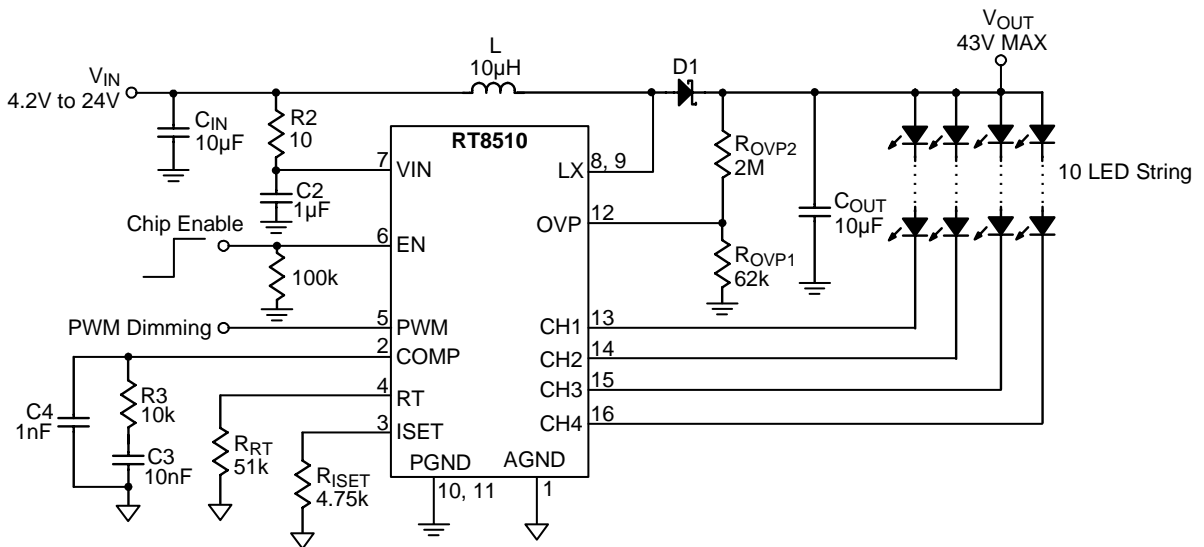 V_OUT
43V MAX
L
10µH
D1
V_IN
4.2V to 24V
C_IN
10µF
R2
10
RT8510
R_OVP2
2M
10 LED String
7
VIN
LX
8, 9
C2
1µF
Chip Enable
OVP
12
C_OUT
10µF
6
EN
R_OVP1
62k
100k
PWM Dimming
5
PWM
CH1
13
2
COMP
CH2
14
4
RT
CH3
15
R3
10k
C4
1nF
3
ISET
CH4
16
C3
10nF
R_RT
51k
R_ISET
4.75k
PGND
AGND
10, 11
1